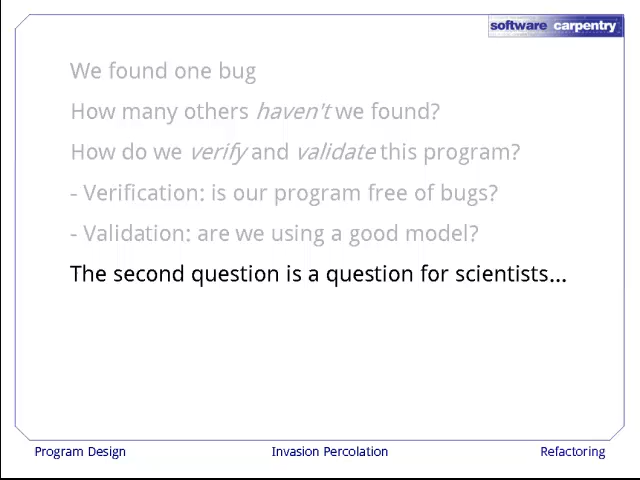 software carpentry
We found one bug
How many others haven't we found?
How do we verify and validate this program?
- Verification: is our program free of bugs?
- Validation: are we using a good model?
The second question is a question for scientists...
Program Design
Invasion Percolation
Refactoring